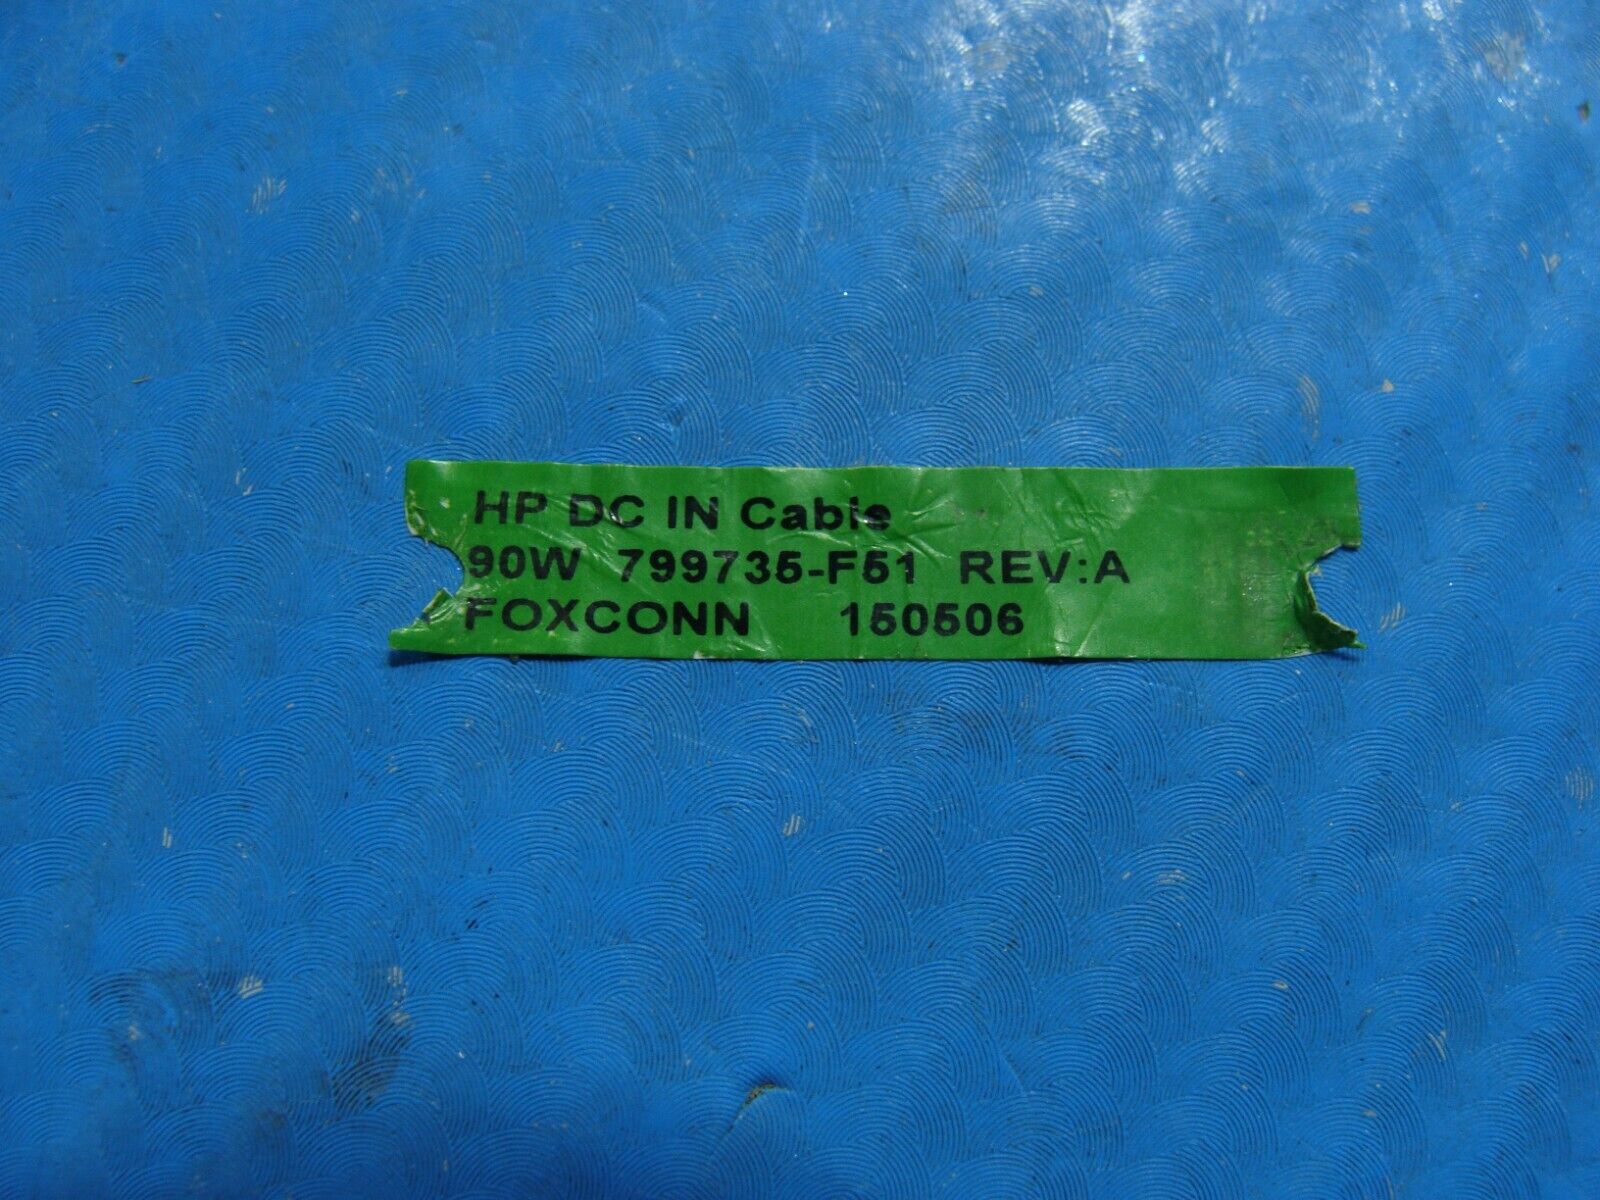 HP DC IN Cable
90W 799735-F51 REV:A
FOXCONN 150506